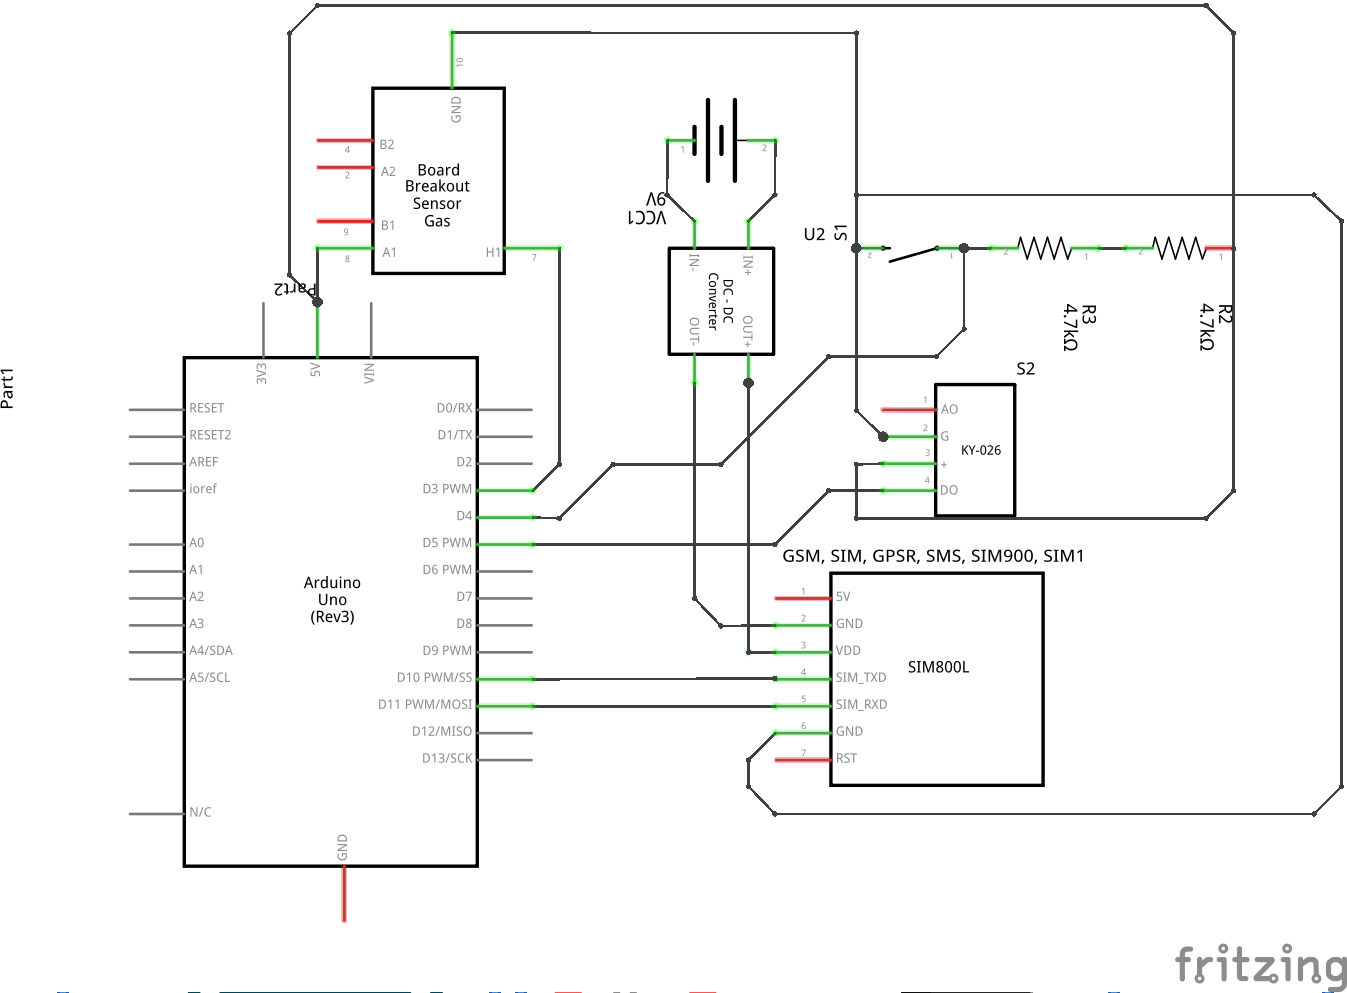 10
GND
B2
4
A2
2
B1
9
A1
8
H1
7
Board
Breakout
Sensor
Gas
1
2
9V
VCC1
IN-
IN+
DC - DC
Converter
OUT-
OUT+
U2
S1
2
1
2
1
2
1
R3
4.7kΩ
R2
4.7kΩ
Part2
Part1
3V3
5V
VIN
RESET
RESET2
AREF
ioref
A0
A1
A2
A3
A4/SDA
A5/SCL
N/C
GND
Arduino
Uno
(Rev3)
D0/RX
D1/TX
D2
D3 PWM
D4
D5 PWM
D6 PWM
D7
D8
D9 PWM
D10 PWM/SS
D11 PWM/MOSI
D12/MISO
D13/SCK
S2
1
AO
2
G
3
+
4
DO
KY-026
GSM, SIM, GPSR, SMS, SIM900, SIM1
1
5V
2
GND
3
VDD
4
SIM_TXD
5
SIM_RXD
6
GND
7
RST
SIM800L
fritzing